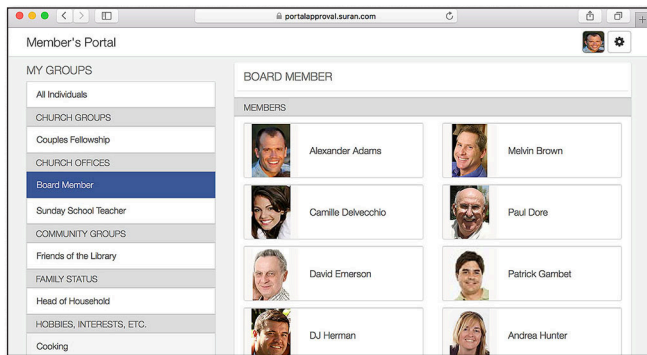 portalapproval.suran.com
Member's Portal
MY GROUPS
All Individuals
CHURCH GROUPS
Couples Fellowship
CHURCH OFFICES
Board Member
Sunday School Teacher
COMMUNITY GROUPS
Friends of the Library
FAMILY STATUS
Head of Household
HOBBIES, INTERESTS, ETC.
Cooking
BOARD MEMBER
MEMBERS
Alexander Adams
Melvin Brown
Camille Delvecchio
Paul Dore
David Emerson
Patrick Gambet
DJ Herman
Andrea Hunter